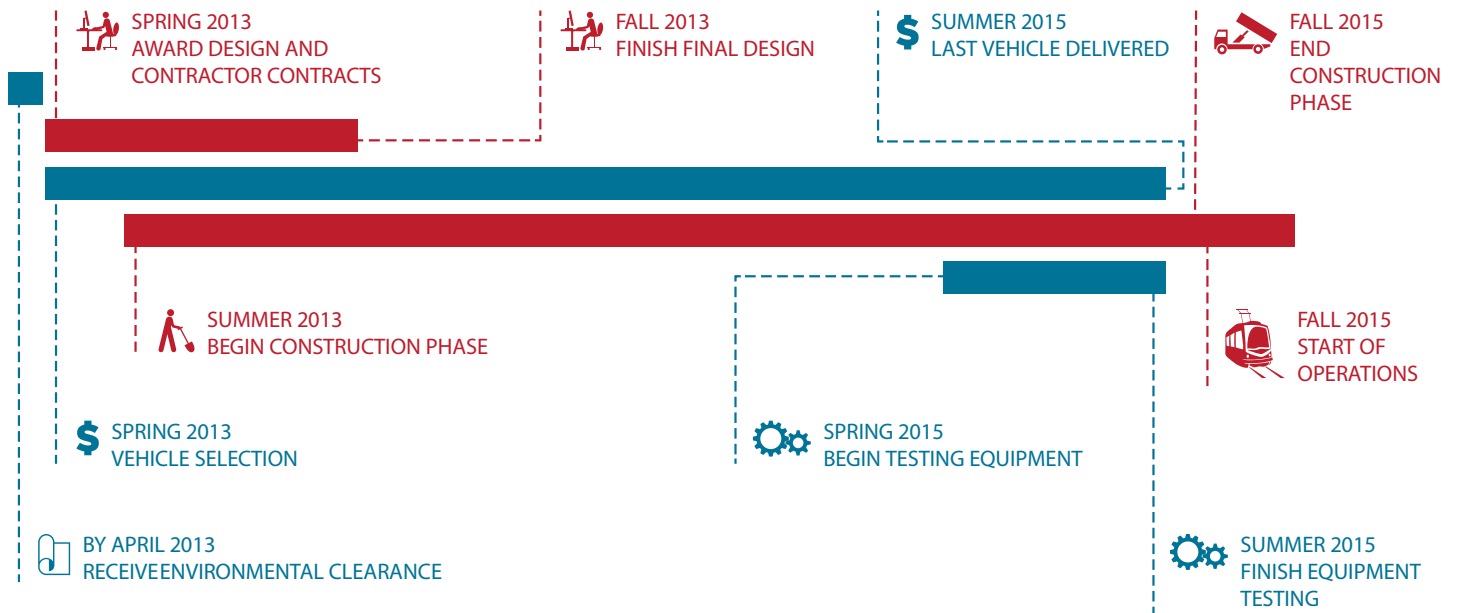 SPRING 2013
AWARD DESIGN AND
CONTRACTOR CONTRACTS
FALL 2013
FINISH FINAL DESIGN
$
SUMMER 2015
LAST VEHICLE DELIVERED
FALL 2015
END
CONSTRUCTION
PHASE
SUMMER 2013
BEGIN CONSTRUCTION PHASE
FALL 2015
START OF
OPERATIONS
$
SPRING 2013
VEHICLE SELECTION
SPRING 2015
BEGIN TESTING EQUIPMENT
BY APRIL 2013
RECEIVEENVIRONMENTAL CLEARANCE
SUMMER 2015
FINISH EQUIPMENT
TESTING